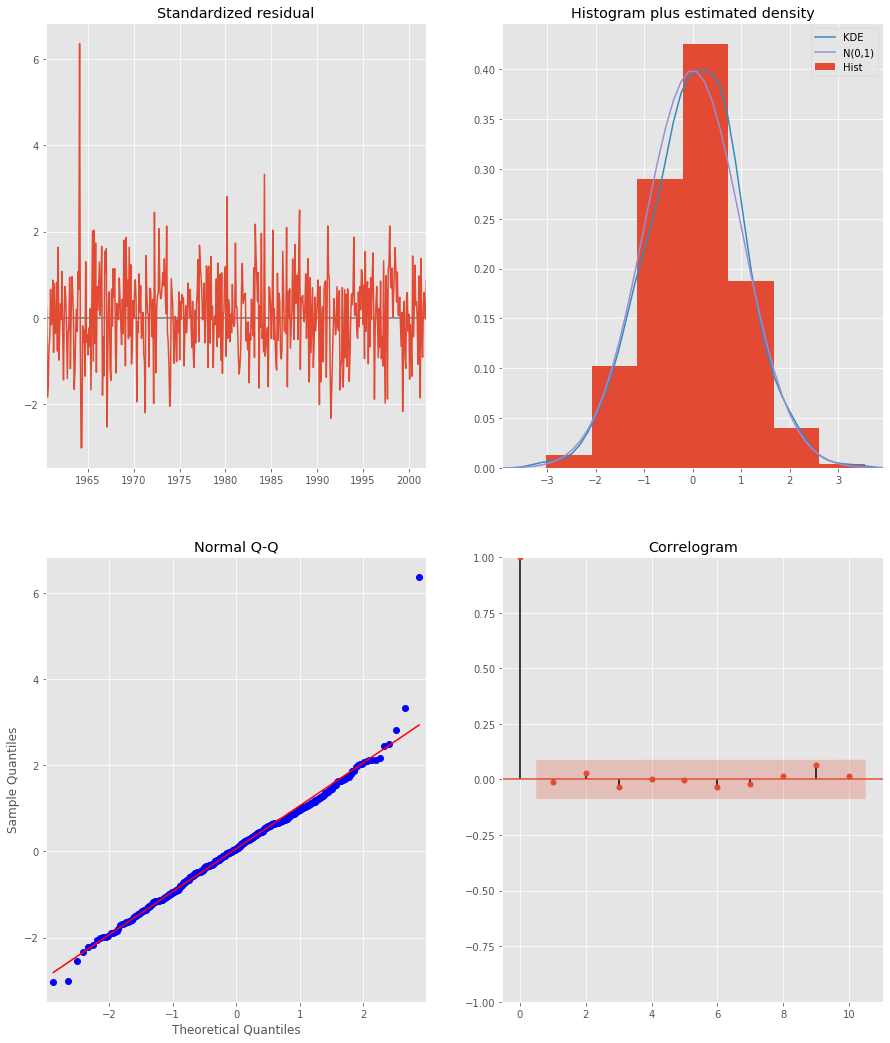 Standardized residual
6
4
2
0
−2
1965 1970 1975 1980 1985 1990 1995 2000
Histogram plus estimated density
KDE
N(0,1)
Hist
0.40
0.35
0.30
0.25
0.20
0.15
0.10
0.05
0.00
−3 −2 −1 0 1 2 3
Normal Q-Q
Sample Quantiles
6
4
2
0
−2
−2 −1 0 1 2
Theoretical Quantiles
Correlogram
1.00
0.75
0.50
0.25
0.00
−0.25
−0.50
−0.75
−1.00
0 2 4 6 8 10